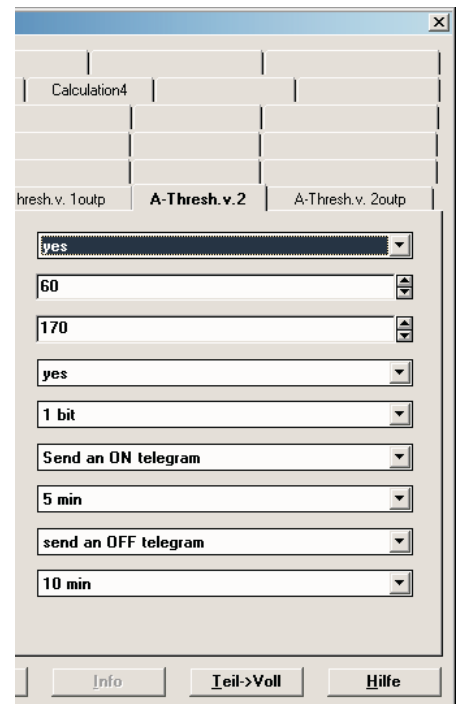 Calculation4
hresh.v. 1outp A-Thresh.v.2 A-Thresh.v. 2outp
yes
60
170
yes
1 bit
Send an ON telegram
5 min
send an OFF telegram
10 min
Info Teil->Voll Hilfe